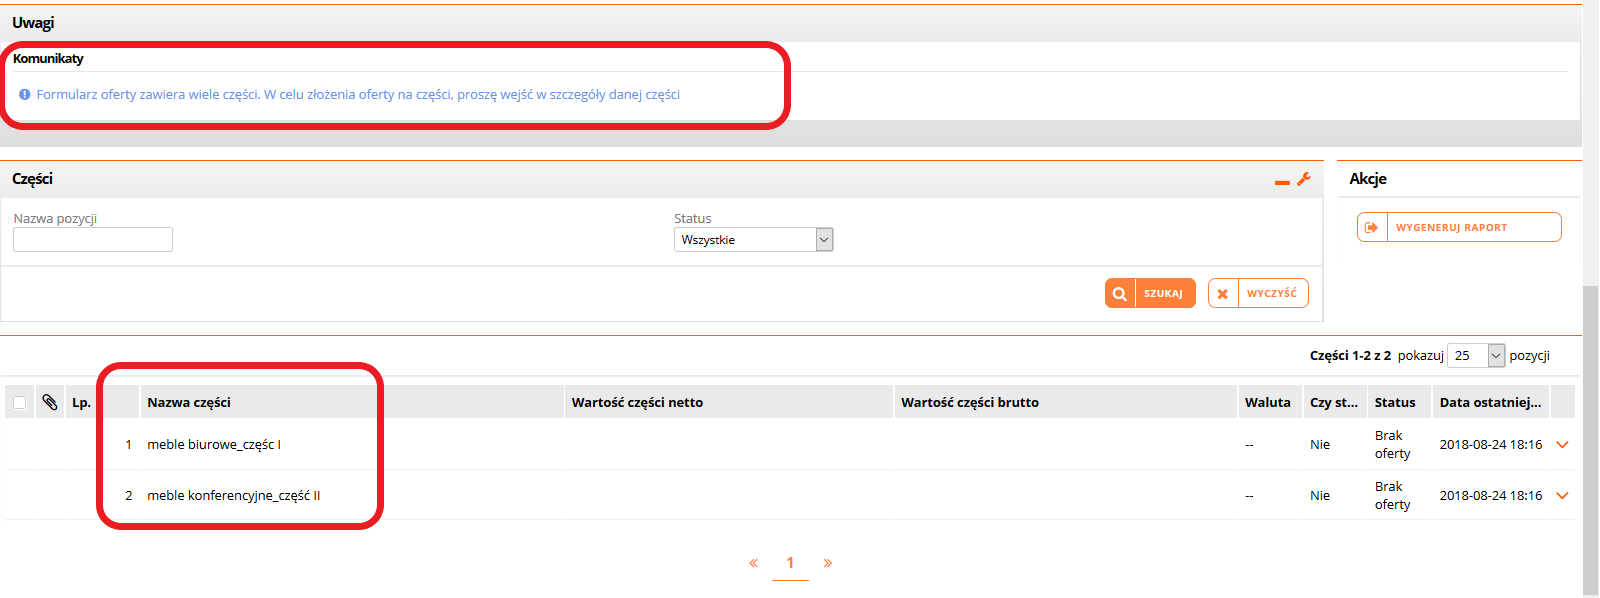 Uwagi
Komunikaty
Formularz oferty zawiera wiele części. W celu złożenia oferty na części, proszę wejść w szczegóły danej części
Części
Akcje
Nazwa pozycji
Status
Wszystkie
WYGENERUJ RAPORT
SZUKAJ
WYCZYŚĆ
Części 1-2 z 2 pokazuj 25 pozycji
Lp. Nazwa części Wartość części netto Wartość części brutto Waluta Czy st... Status Data ostatniej...
1 meble biurowe_częśc I -- Nie Brak oferty 2018-08-24 18:16
2 meble konferencyjne_część II -- Nie Brak oferty 2018-08-24 18:16
« 1 »